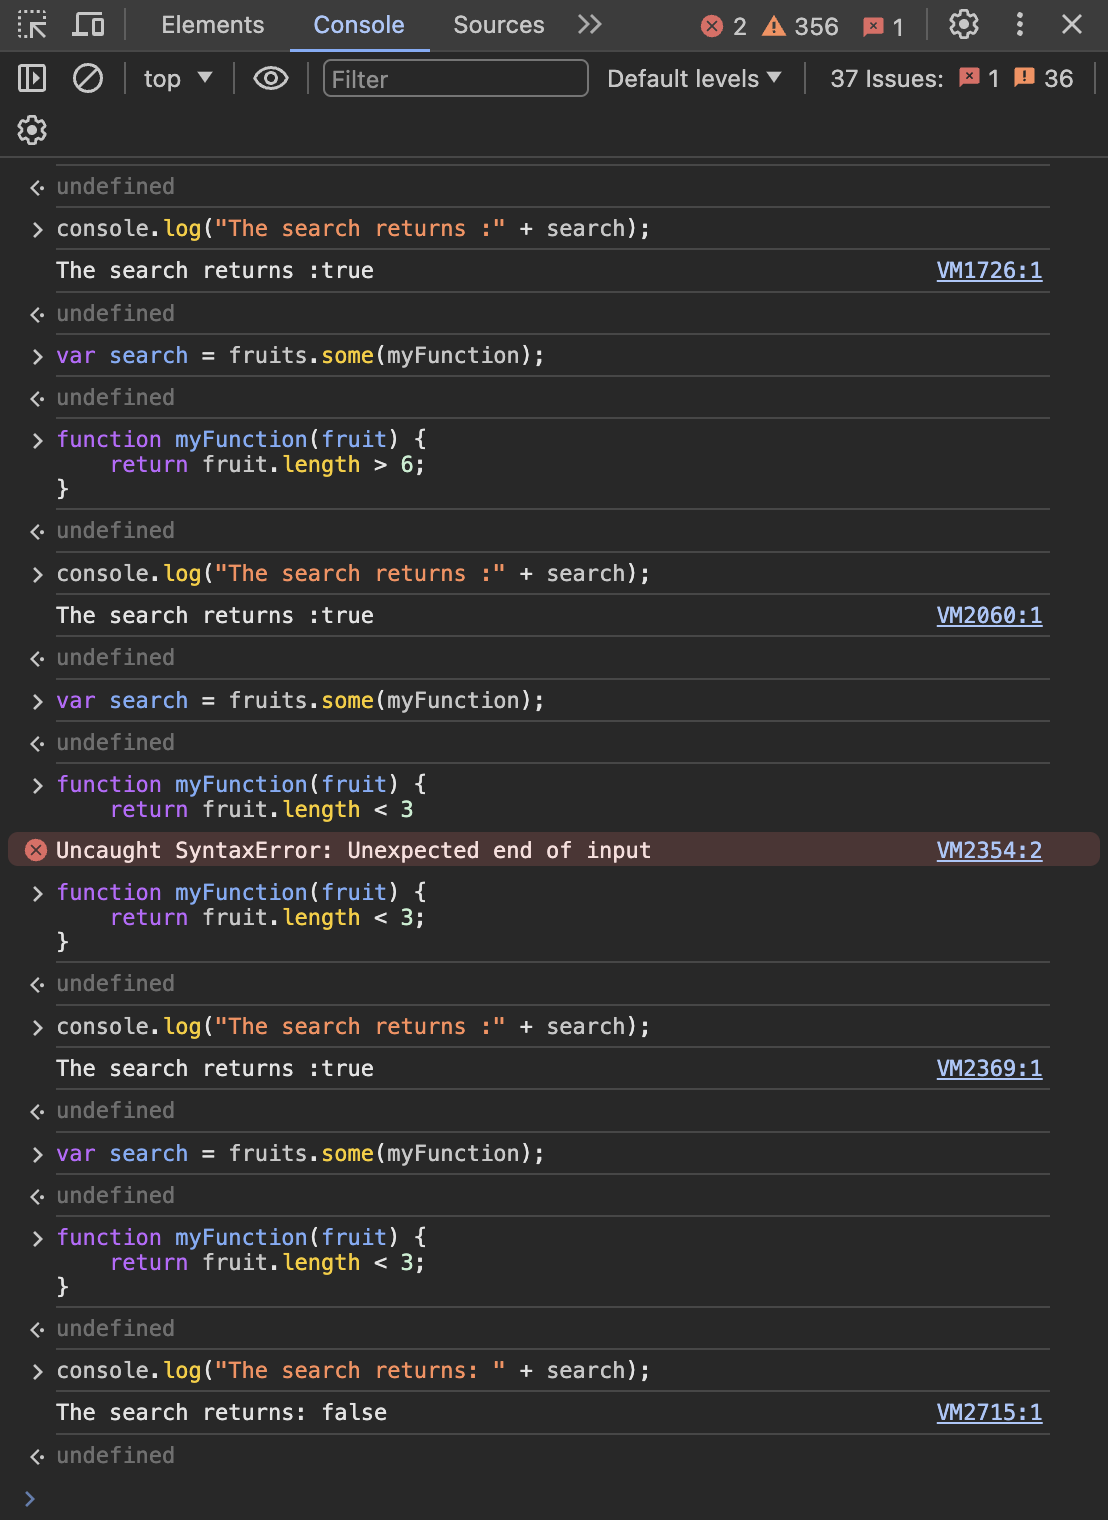 Elements Console Sources 2 356 1
top Filter Default levels 37 Issues: 1 36
undefined
console.log("The search returns :" + search);
The search returns :true VM1726:1
undefined
var search = fruits.some(myFunction);
undefined
function myFunction(fruit) {
    return fruit.length > 6;
}
undefined
console.log("The search returns :" + search);
The search returns :true VM2060:1
undefined
var search = fruits.some(myFunction);
undefined
function myFunction(fruit) {
    return fruit.length < 3
Uncaught SyntaxError: Unexpected end of input VM2354:2
function myFunction(fruit) {
    return fruit.length < 3;
}
undefined
console.log("The search returns :" + search);
The search returns :true VM2369:1
undefined
var search = fruits.some(myFunction);
undefined
function myFunction(fruit) {
    return fruit.length < 3;
}
undefined
console.log("The search returns: " + search);
The search returns: false VM2715:1
undefined